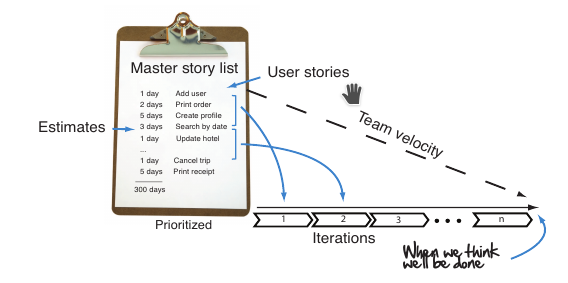 Master story list
User stories
1 day Add user
2 days Print order
5 days Create profile
3 days Search by date
1 day Update hotel
...
1 day Cancel trip
5 days Print receipt
300 days
Estimates
Team velocity
Prioritized
1 2 3 n
Iterations
When we think
we'll be done